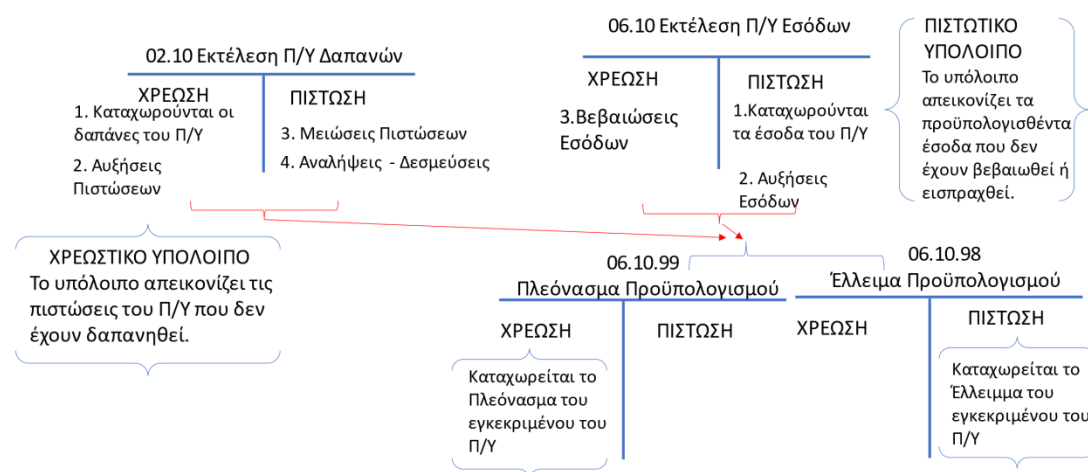 02.10 Εκτέλεση Π/Υ Δαπανών
ΧΡΕΩΣΗ
1. Καταχωρούνται οι
δαπάνες του Π/Υ
2. Αυξήσεις
Πιστώσεων
ΠΙΣΤΩΣΗ
3. Μειώσεις Πιστώσεων
4. Αναλήψεις - Δεσμεύσεις
ΧΡΕΩΣΤΙΚΟ ΥΠΟΛΟΙΠΟ
Το υπόλοιπο απεικονίζει τις
πιστώσεις του Π/Υ που δεν
έχουν δαπανηθεί.
06.10 Εκτέλεση Π/Υ Εσόδων
ΧΡΕΩΣΗ
3.Βεβαιώσεις
Εσόδων
ΠΙΣΤΩΣΗ
1.Καταχωρούνται
τα έσοδα του Π/Υ
2. Αυξήσεις
Εσόδων
ΠΙΣΤΩΤΙΚΟ
ΥΠΟΛΟΙΠΟ
Το υπόλοιπο
απεικονίζει τα
προϋπολογισθέντα
έσοδα που δεν
έχουν βεβαιωθεί ή
εισπραχθεί.
06.10.99
Πλεόνασμα Προϋπολογισμού
ΧΡΕΩΣΗ
Καταχωρείται το
Πλεόνασμα του
εγκεκριμένου του
Π/Υ
ΠΙΣΤΩΣΗ
06.10.98
Έλλειμα Προϋπολογισμού
ΧΡΕΩΣΗ
ΠΙΣΤΩΣΗ
Καταχωρείται το
Έλλειμμα του
εγκεκριμένου του
Π/Υ